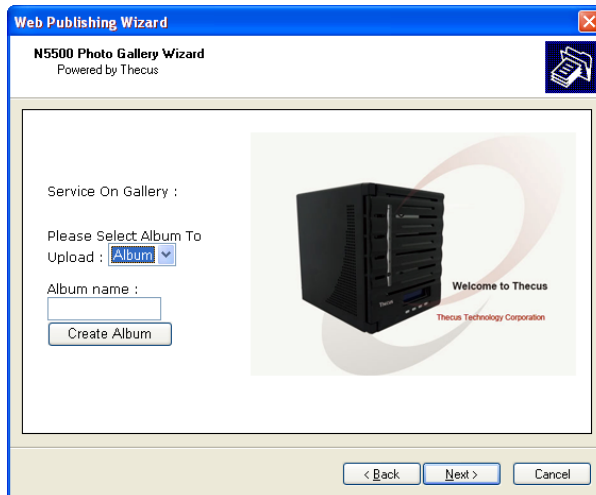 Web Publishing Wizard
N5500 Photo Gallery Wizard
Powered by Thecus
Service On Gallery :
Please Select Album To
Upload : Album
Album name :
Create Album
Thecus
Welcome to Thecus
Thecus Technology Corporation
< Back
Next >
Cancel